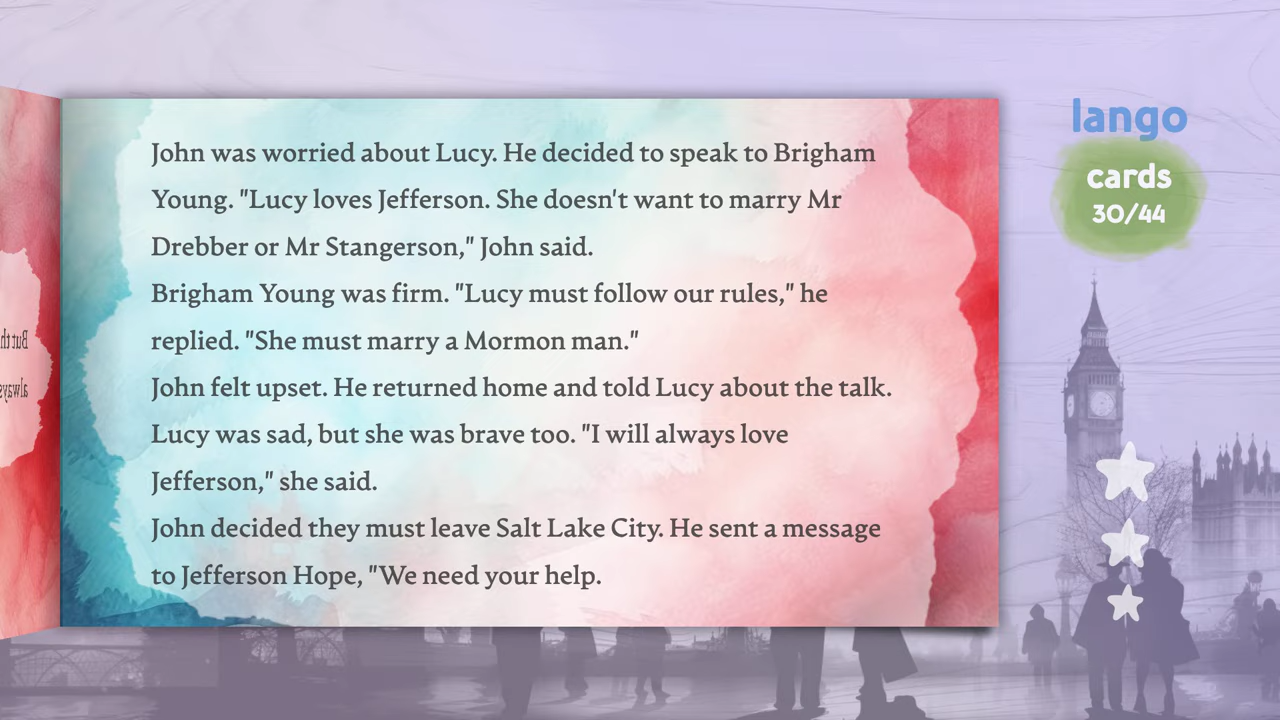 John was worried about Lucy. He decided to speak to Brigham
Young. "Lucy loves Jefferson. She doesn't want to marry Mr
Drebber or Mr Stangerson," John said.
Brigham Young was firm. "Lucy must follow our rules," he
replied. "She must marry a Mormon man."
John felt upset. He returned home and told Lucy about the talk.
Lucy was sad, but she was brave too. "I will always love
Jefferson," she said.
John decided they must leave Salt Lake City. He sent a message
to Jefferson Hope, "We need your help.
lango
cards
30/44
But th
always